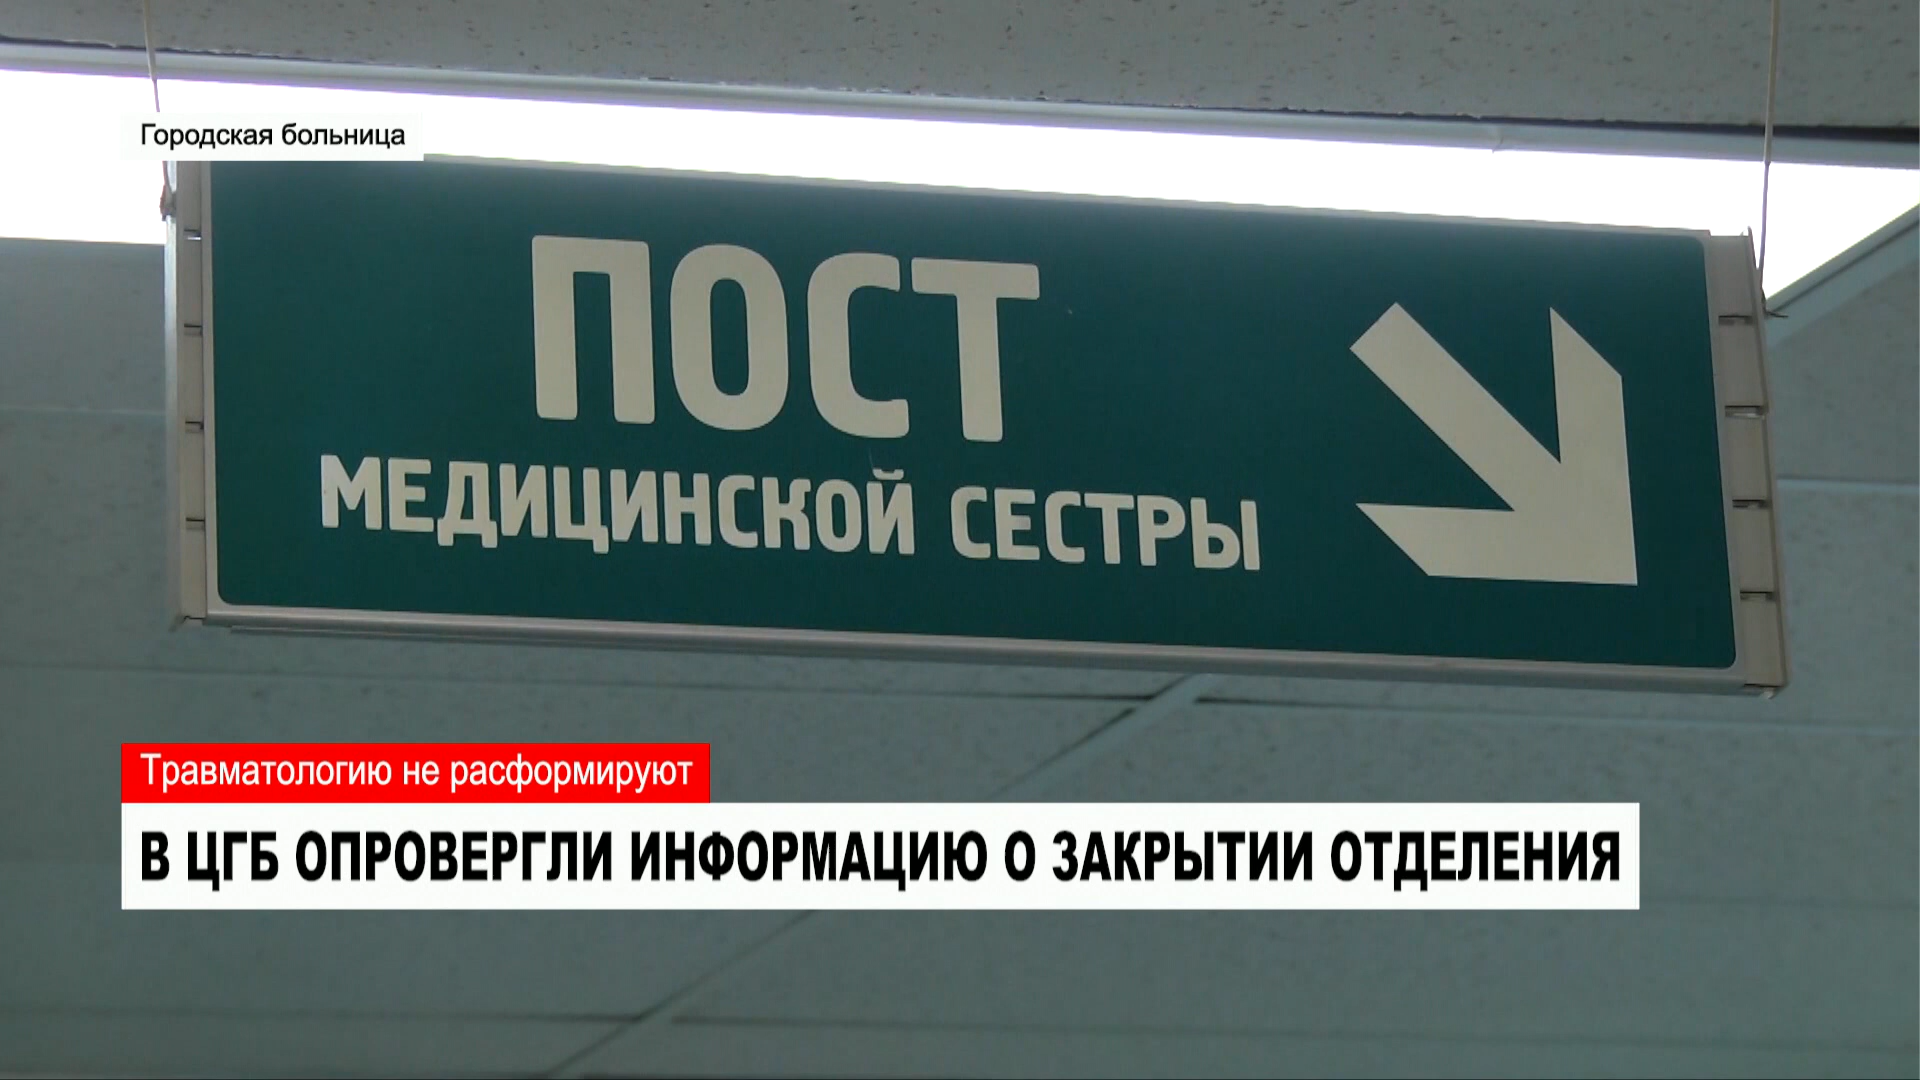 Городская больница
ПОСТ
МЕДИЦИНСКОЙ СЕСТРЫ
Травматологию не расформируют
В ЦГБ ОПРОВЕРГЛИ ИНФОРМАЦИЮ О ЗАКРЫТИИ ОТДЕЛЕНИЯ